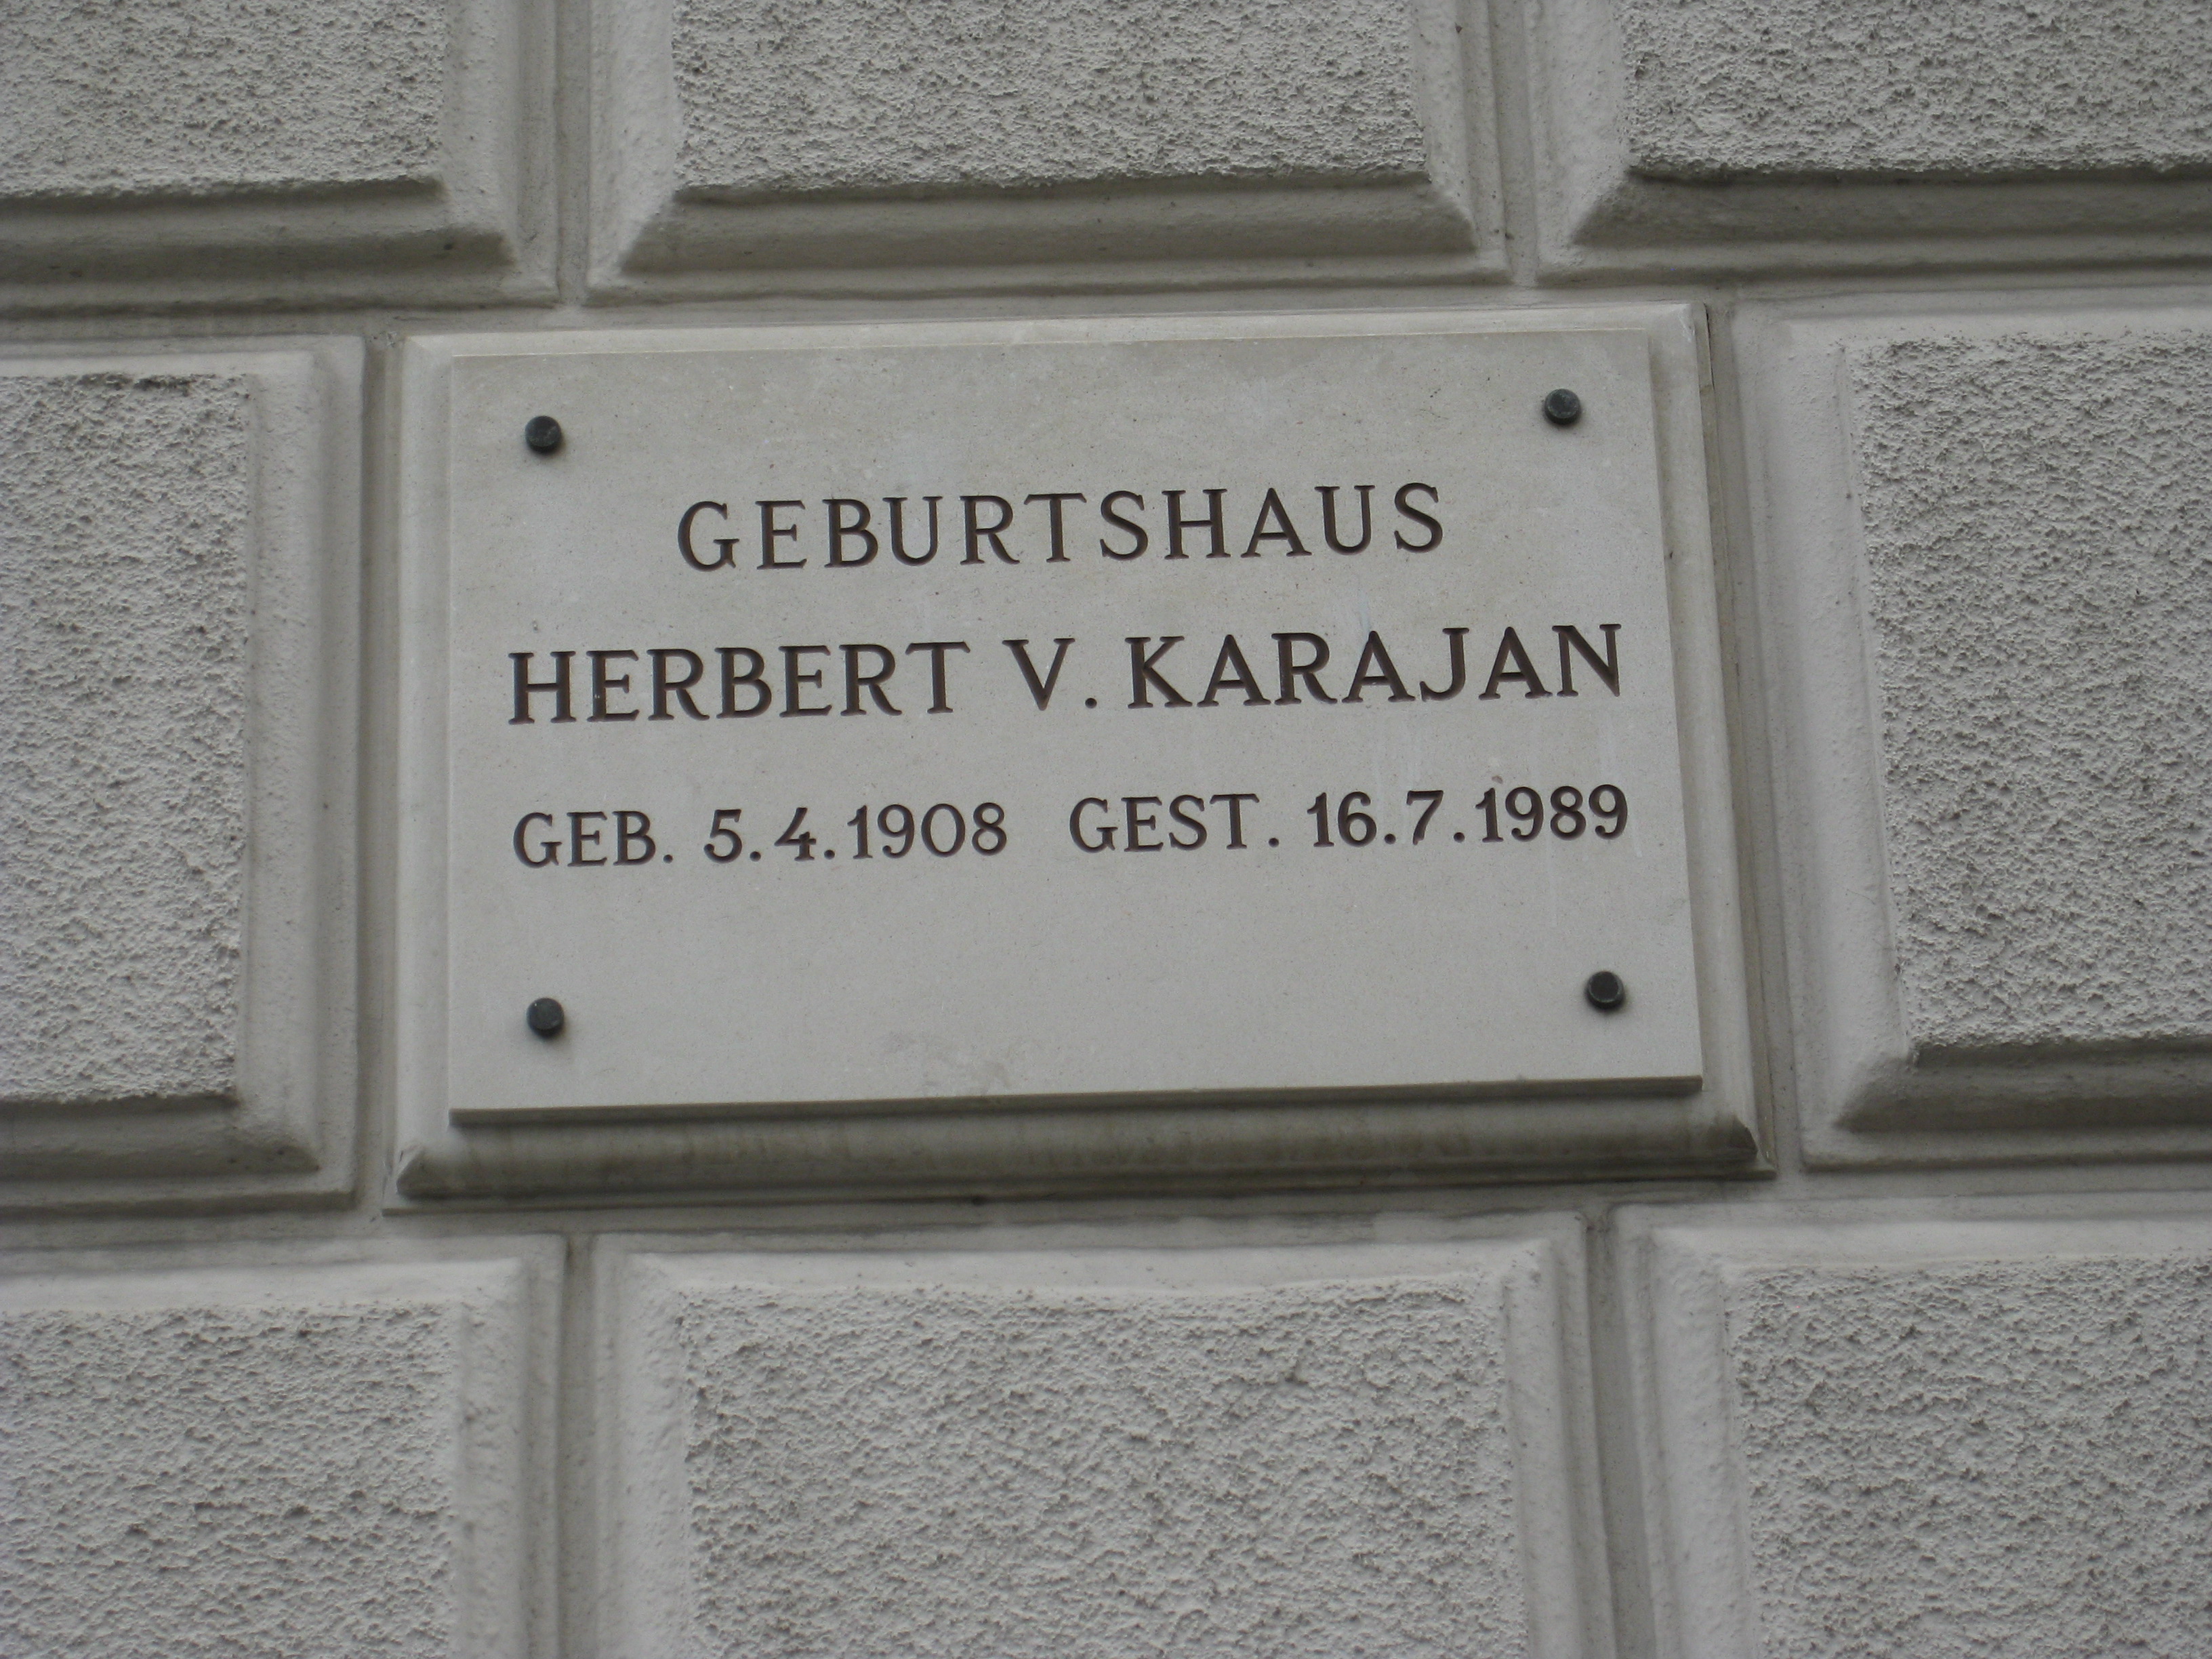 GEBURTSHAUS
HERBERT V. KARAJAN
GEB. 5.4.1908 GEST. 16.7.1989